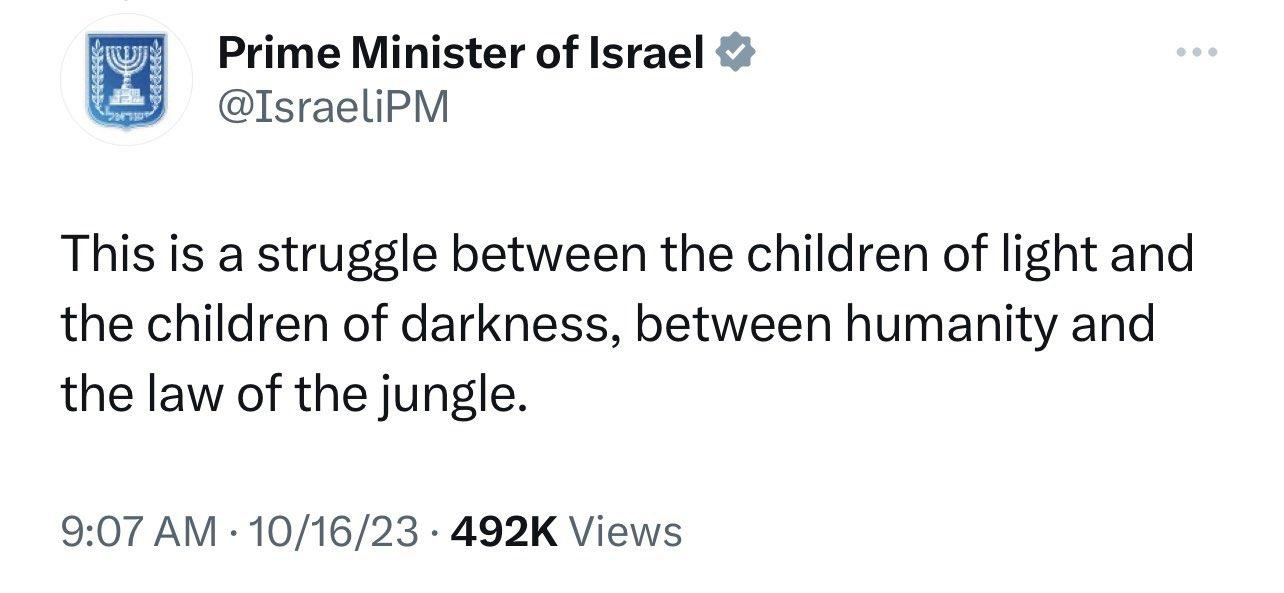 Prime Minister of Israel
@IsraeliPM
This is a struggle between the children of light and
the children of darkness, between humanity and
the law of the jungle.
9:07 AM · 10/16/23 · 492K Views